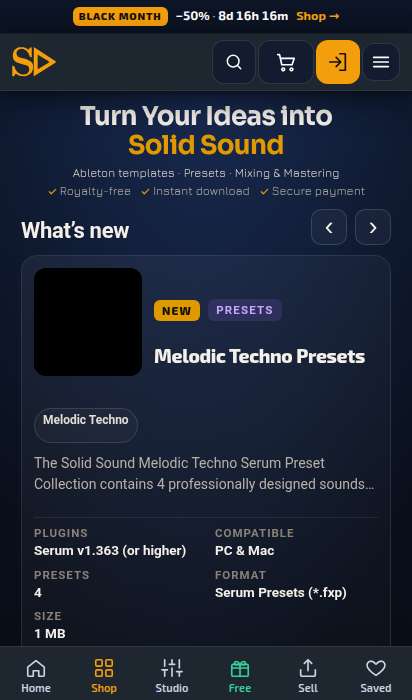 BLACK MONTH −50% · 8d 16h 16m Shop →
S
Turn Your Ideas into
Solid Sound
Ableton templates · Presets · Mixing & Mastering
✓ Royalty-free ✓ Instant download ✓ Secure payment
What's new
NEW PRESETS
Melodic Techno Presets
Melodic Techno
The Solid Sound Melodic Techno Serum Preset
Collection contains 4 professionally designed sounds…
PLUGINS COMPATIBLE
Serum v1.363 (or higher) PC & Mac
PRESETS FORMAT
4 Serum Presets (*.fxp)
SIZE
1 MB
Home Shop Studio Free Sell Saved